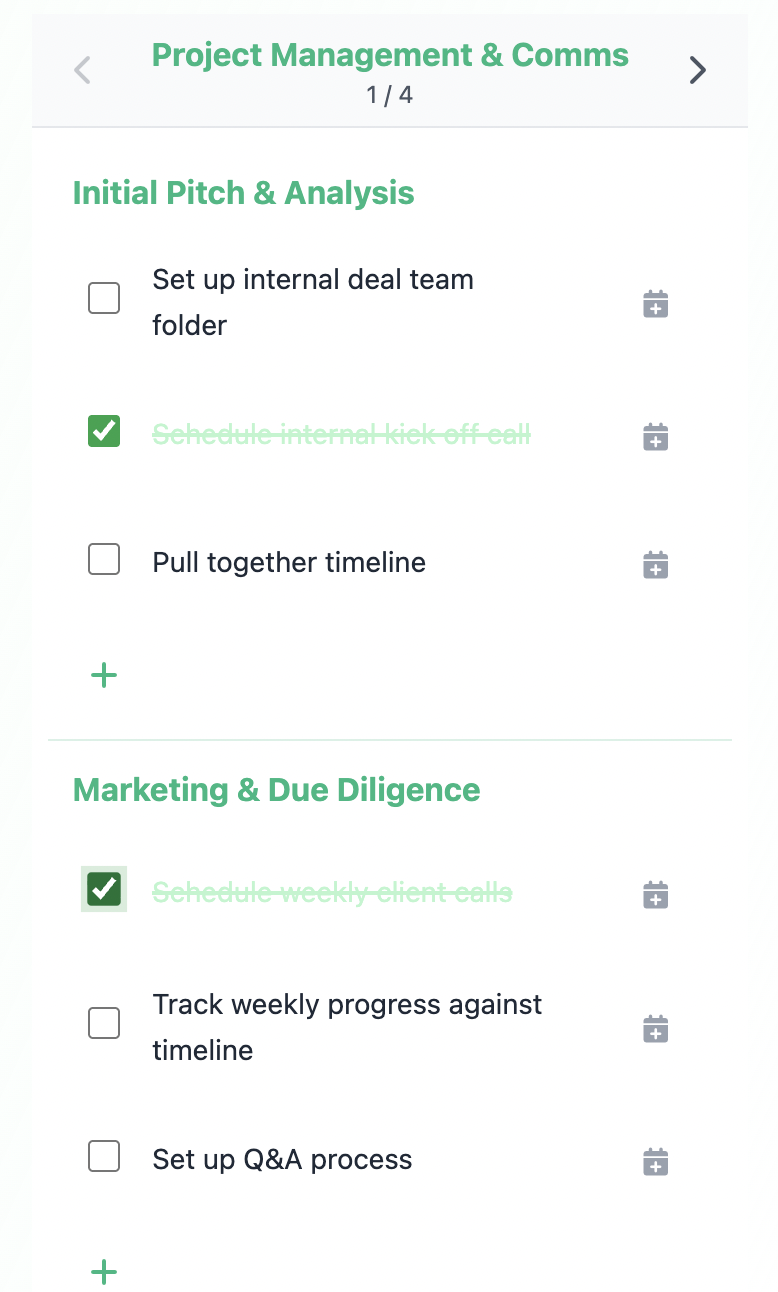 Project Management & Comms
1 / 4
Initial Pitch & Analysis
Set up internal deal team
folder
Schedule internal kick off call
Pull together timeline
Marketing & Due Diligence
Schedule weekly client calls
Track weekly progress against
timeline
Set up Q&A process